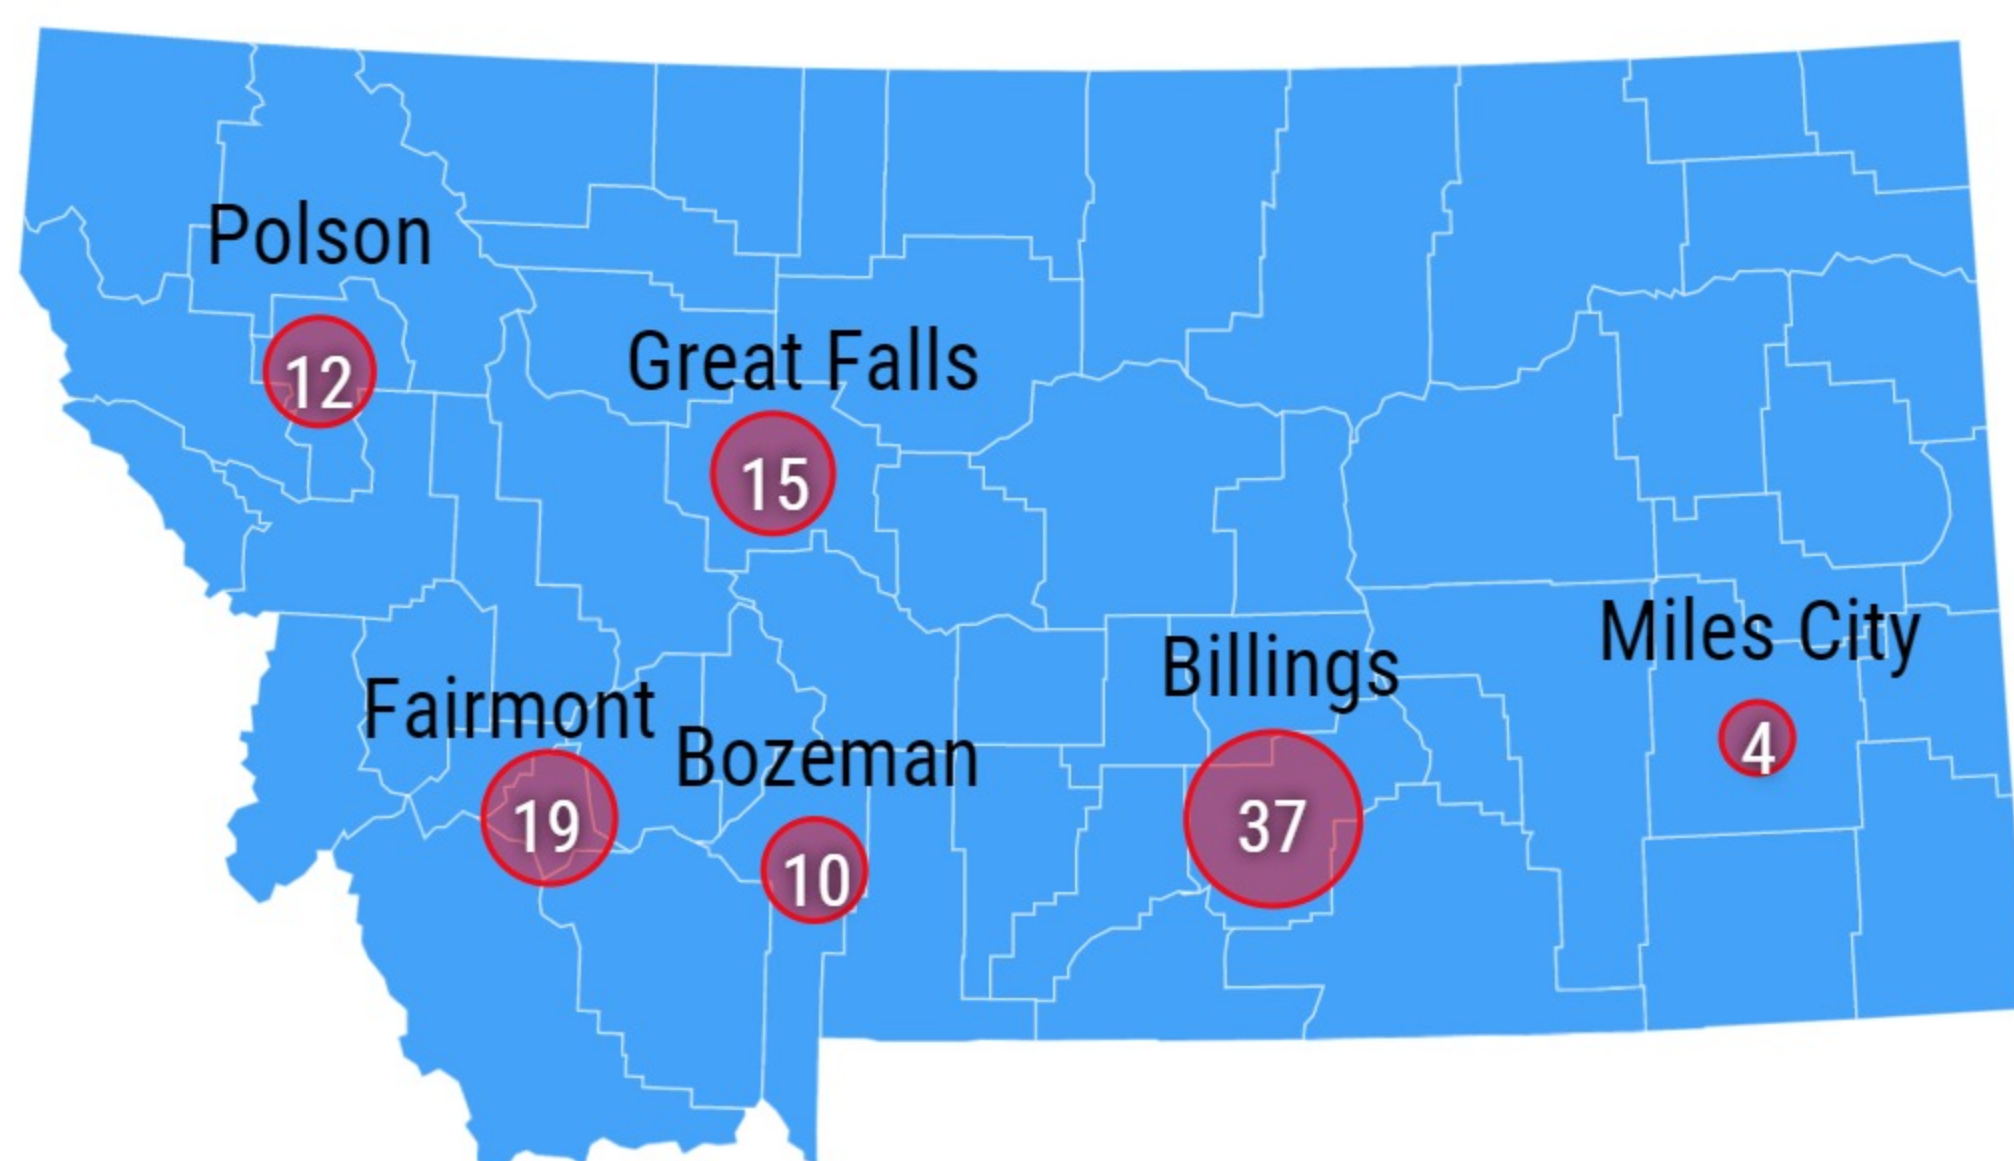 Polson
12
Great Falls
15
Fairmont
19
Bozeman
10
Billings
37
Miles City
4